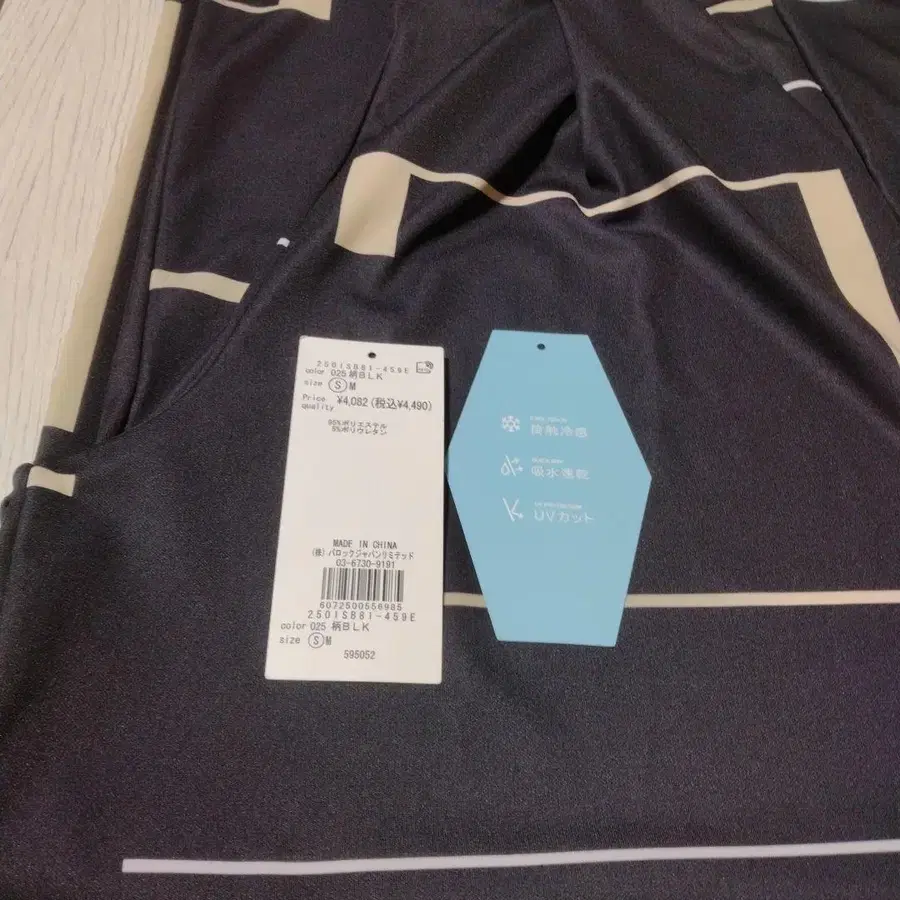 2501SB81-459E
color 025 柄BLK
size S M
Price ¥4,082 (税込¥4,490)
quality
95%ポリエステル
5%ポリウレタン
MADE IN CHINA
(株) バロックジャパンリミテッド
03-6730-9191
6072500556985
2501SB81-459E
color 025 柄BLK
size S M
595052
接触冷感
吸水速乾
UVカット